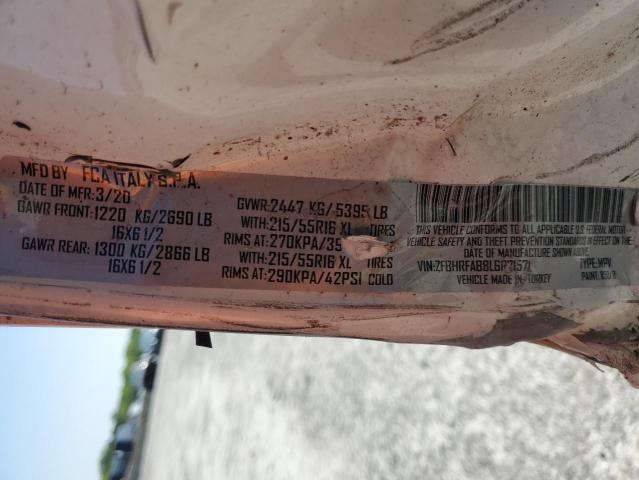 MFD BY FCA ITALY S.P.A.
DATE OF MFR: 3/20
GAWR FRONT: 1220 KG/2690 LB
16X6 1/2
GAWR REAR: 1300 KG/2866 LB
16X6 1/2
GVWR: 2447 KG/5395 LB
WITH: 215/55R16 XL TIRES
RIMS AT: 270KPA/39
WITH: 215/55R16 XL TIRES
RIMS AT: 290KPA/42PSI COLD
THIS VEHICLE CONFORMS TO ALL APPLICABLE U.S. FEDERAL MOTOR
VEHICLE SAFETY AND THEFT PREVENTION STANDARDS IN EFFECT ON THE
DATE OF MANUFACTURE SHOWN ABOVE.
VIN: TYPE: MPV
VEHICLE MADE IN: TURKEY PAINT: